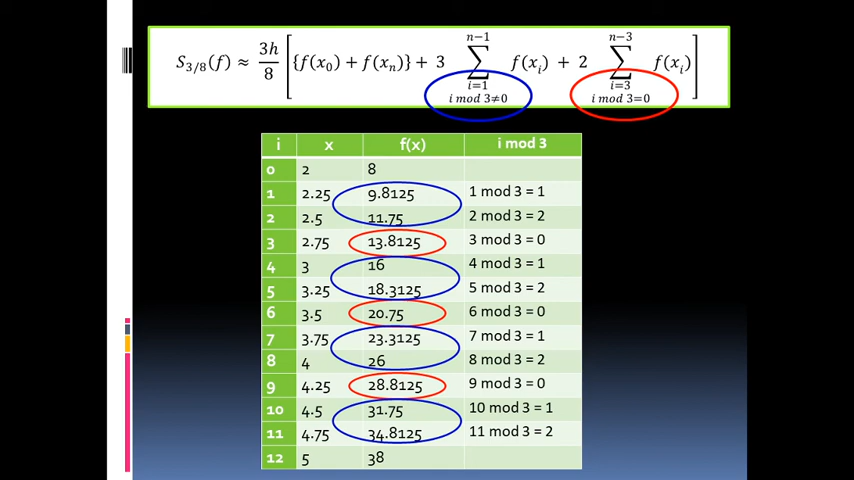 S3/8(f) ≈ 3h/8 [{f(x0) + f(xn)} + 3 ∑ i=1, i mod 3≠0, n−1 f(xi) + 2 ∑ i=3, i mod 3=0, n−3 f(xi)]
i x f(x) i mod 3
0 2 8
1 2.25 9.8125 1 mod 3 = 1
2 2.5 11.75 2 mod 3 = 2
3 2.75 13.8125 3 mod 3 = 0
4 3 16 4 mod 3 = 1
5 3.25 18.3125 5 mod 3 = 2
6 3.5 20.75 6 mod 3 = 0
7 3.75 23.3125 7 mod 3 = 1
8 4 26 8 mod 3 = 2
9 4.25 28.8125 9 mod 3 = 0
10 4.5 31.75 10 mod 3 = 1
11 4.75 34.8125 11 mod 3 = 2
12 5 38